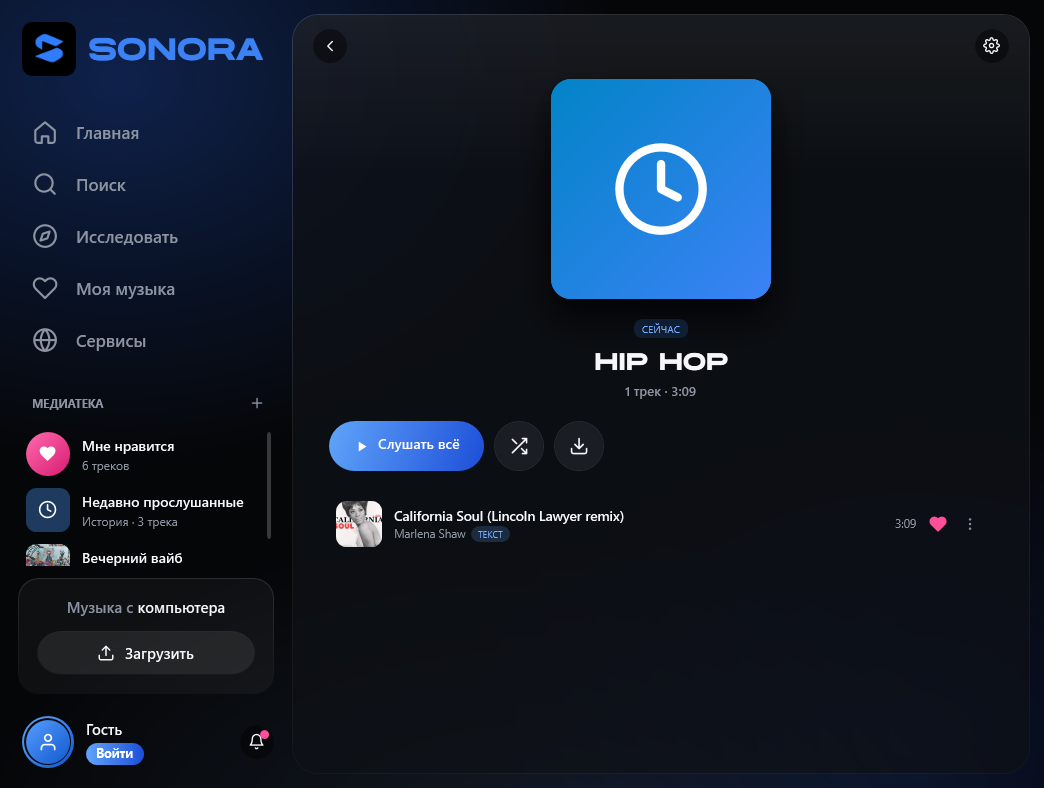 SONORA
Главная
Поиск
Исследовать
Моя музыка
Сервисы
МЕДИАТЕКА
Мне нравится
6 треков
Недавно прослушанные
История · 3 трека
Вечерний вайб
Музыка с компьютера
Загрузить
Гость
Войти
СЕЙЧАС
HIP HOP
1 трек · 3:09
Слушать всё
CALIFORNIA
SOUL
California Soul (Lincoln Lawyer remix)
Marlena Shaw ТЕКСТ
3:09